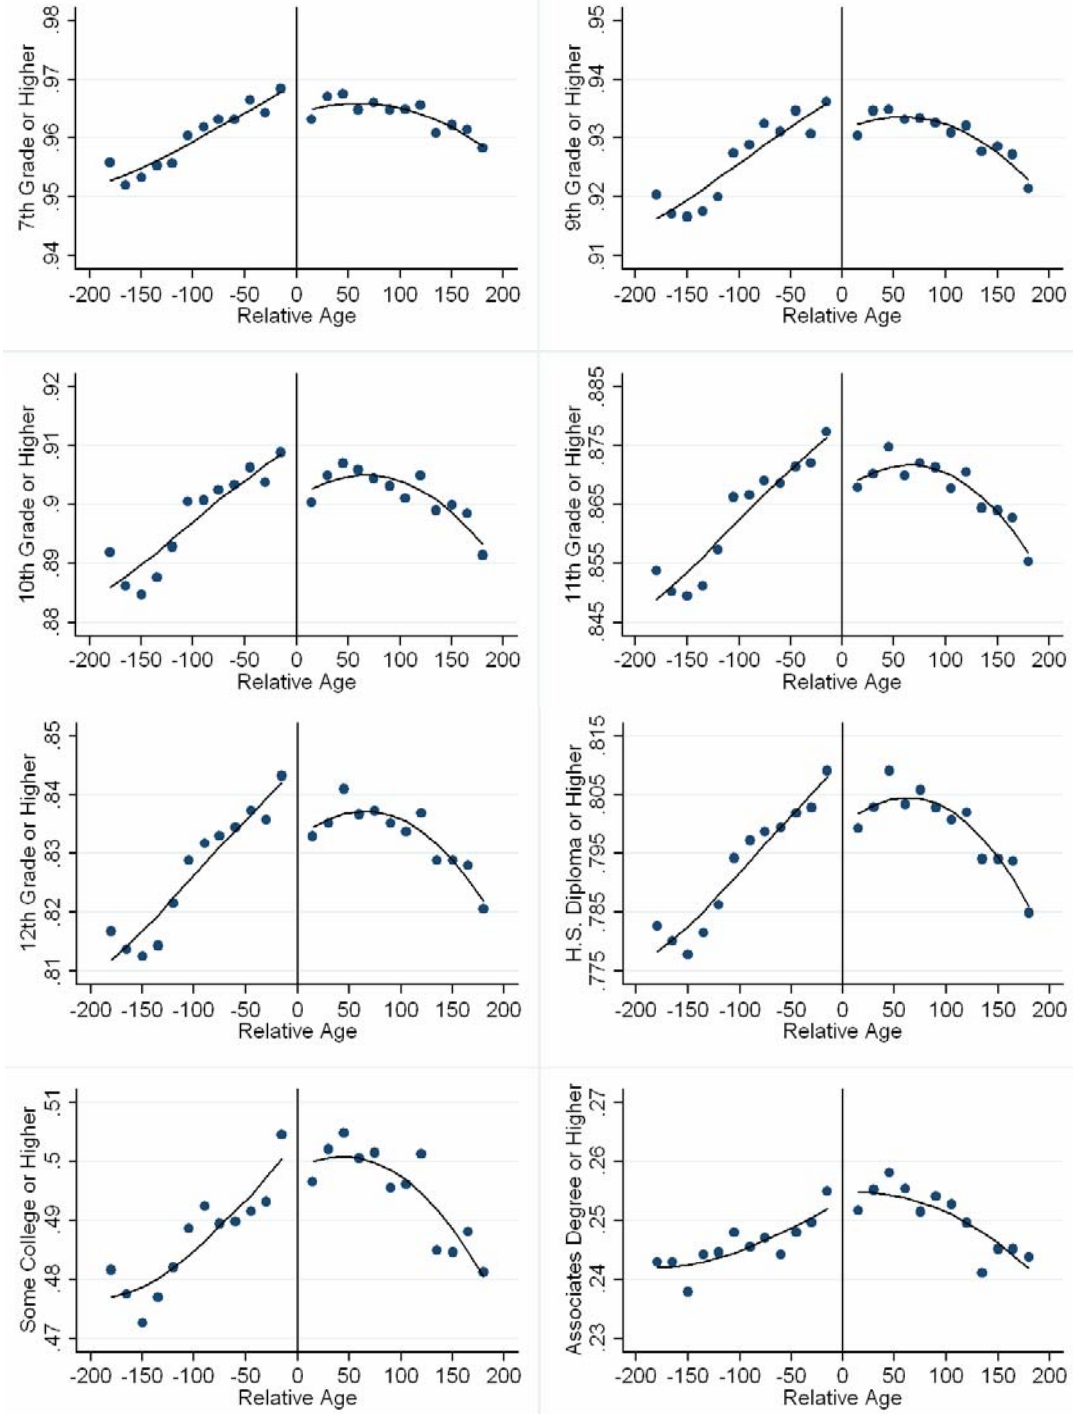 7th Grade or Higher
.98
.97
.96
.95
.94
-200 -150 -100 -50 0 50 100 150 200
Relative Age
9th Grade or Higher
.95
.94
.93
.92
.91
-200 -150 -100 -50 0 50 100 150 200
Relative Age
10th Grade or Higher
.92
.91
.9
.89
.88
-200 -150 -100 -50 0 50 100 150 200
Relative Age
11th Grade or Higher
.885
.875
.865
.855
.845
-200 -150 -100 -50 0 50 100 150 200
Relative Age
12th Grade or Higher
.85
.84
.83
.82
.81
-200 -150 -100 -50 0 50 100 150 200
Relative Age
H.S. Diploma or Higher
.815
.805
.795
.785
.775
-200 -150 -100 -50 0 50 100 150 200
Relative Age
Some College or Higher
.51
.5
.49
.48
.47
-200 -150 -100 -50 0 50 100 150 200
Relative Age
Associates Degree or Higher
.27
.26
.25
.24
.23
-200 -150 -100 -50 0 50 100 150 200
Relative Age